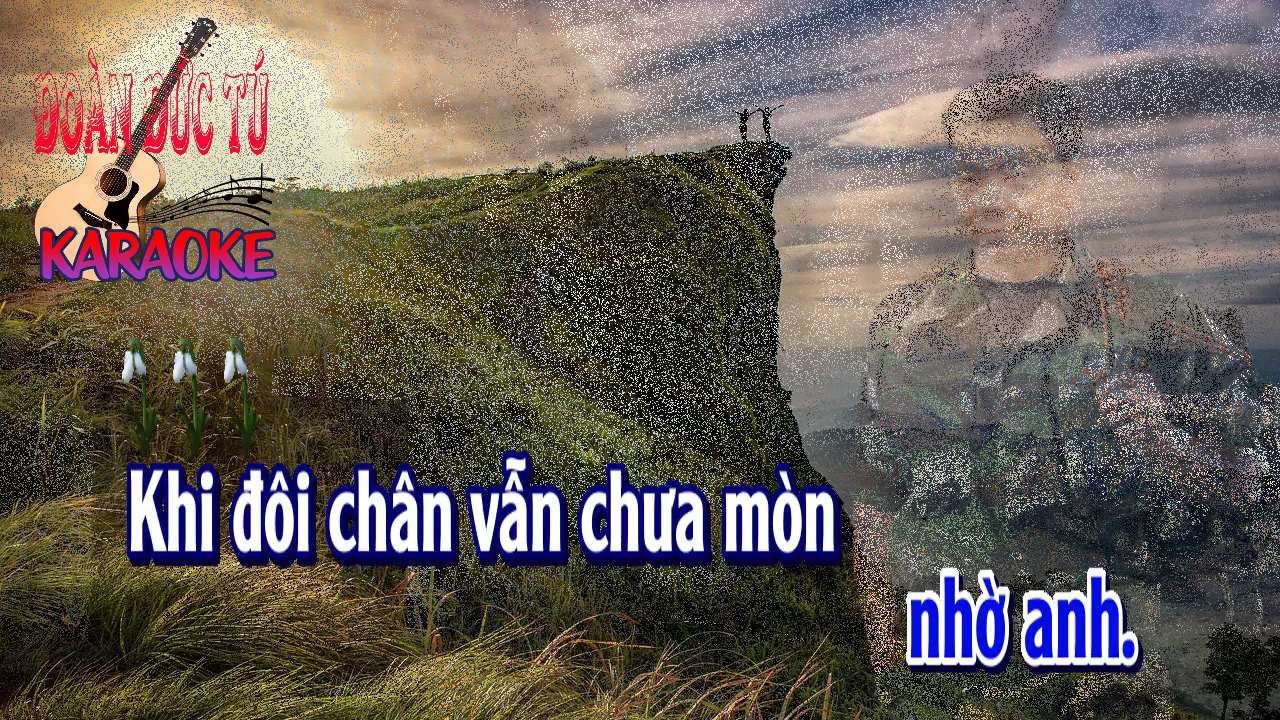 ĐOÀN ĐỨC TÚ
KARAOKE
Khi đôi chân vẫn chưa mòn
nhờ anh.